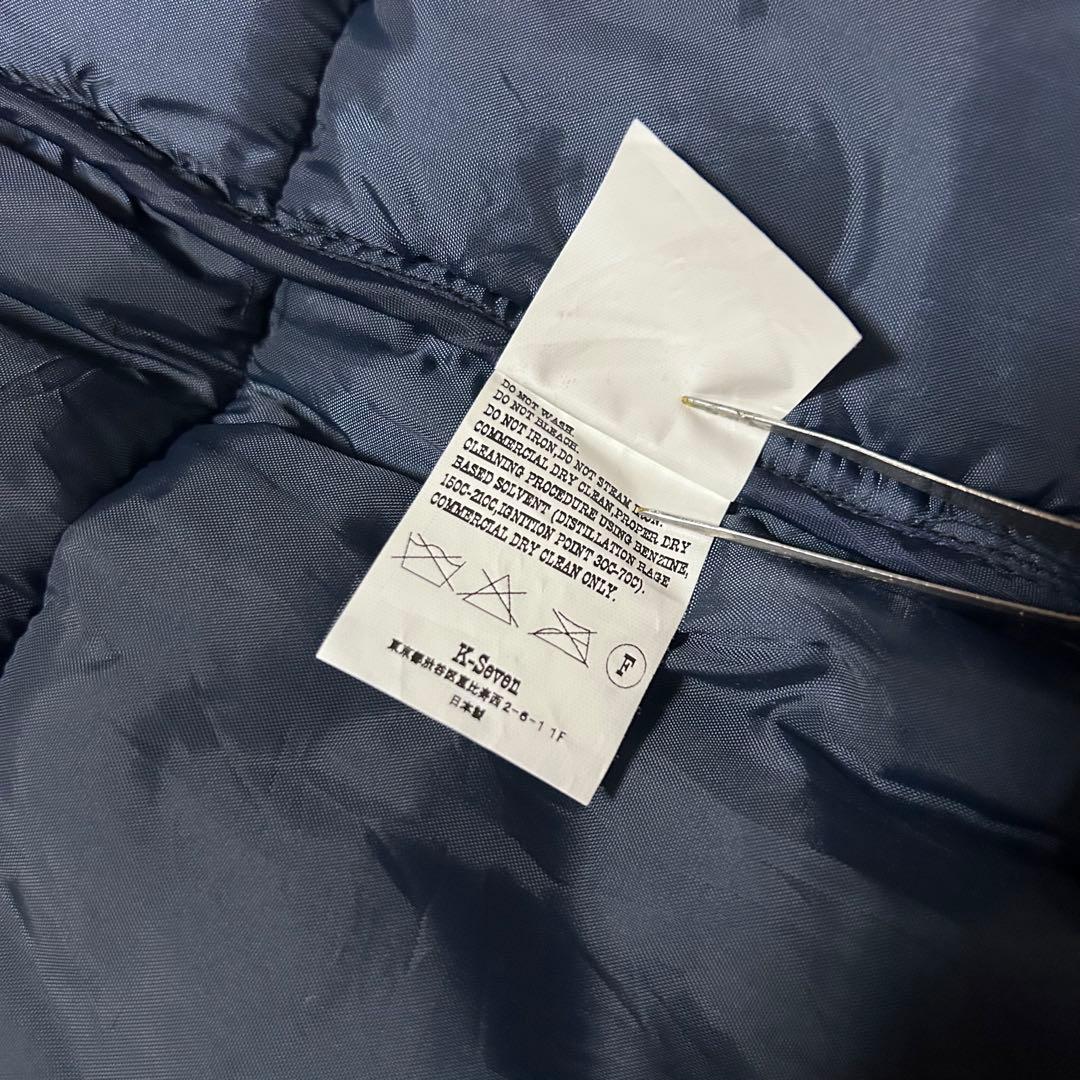 DO NOT WASH.
DO NOT BLEACH.
DO NOT IRON,DO NOT STEAM IRON.
COMMERCIAL DRY CLEAN,PROPER DRY
CLEANING PROCEDURE USING BENZINE,
BASED SOLVENT (DISTILLATION RAGE
150C-210C,IGNITION POINT 30C-70C).
COMMERCIAL DRY CLEAN ONLY.
F
K-Seven
東京都渋谷区恵比寿西2-6-1 1F
日本製